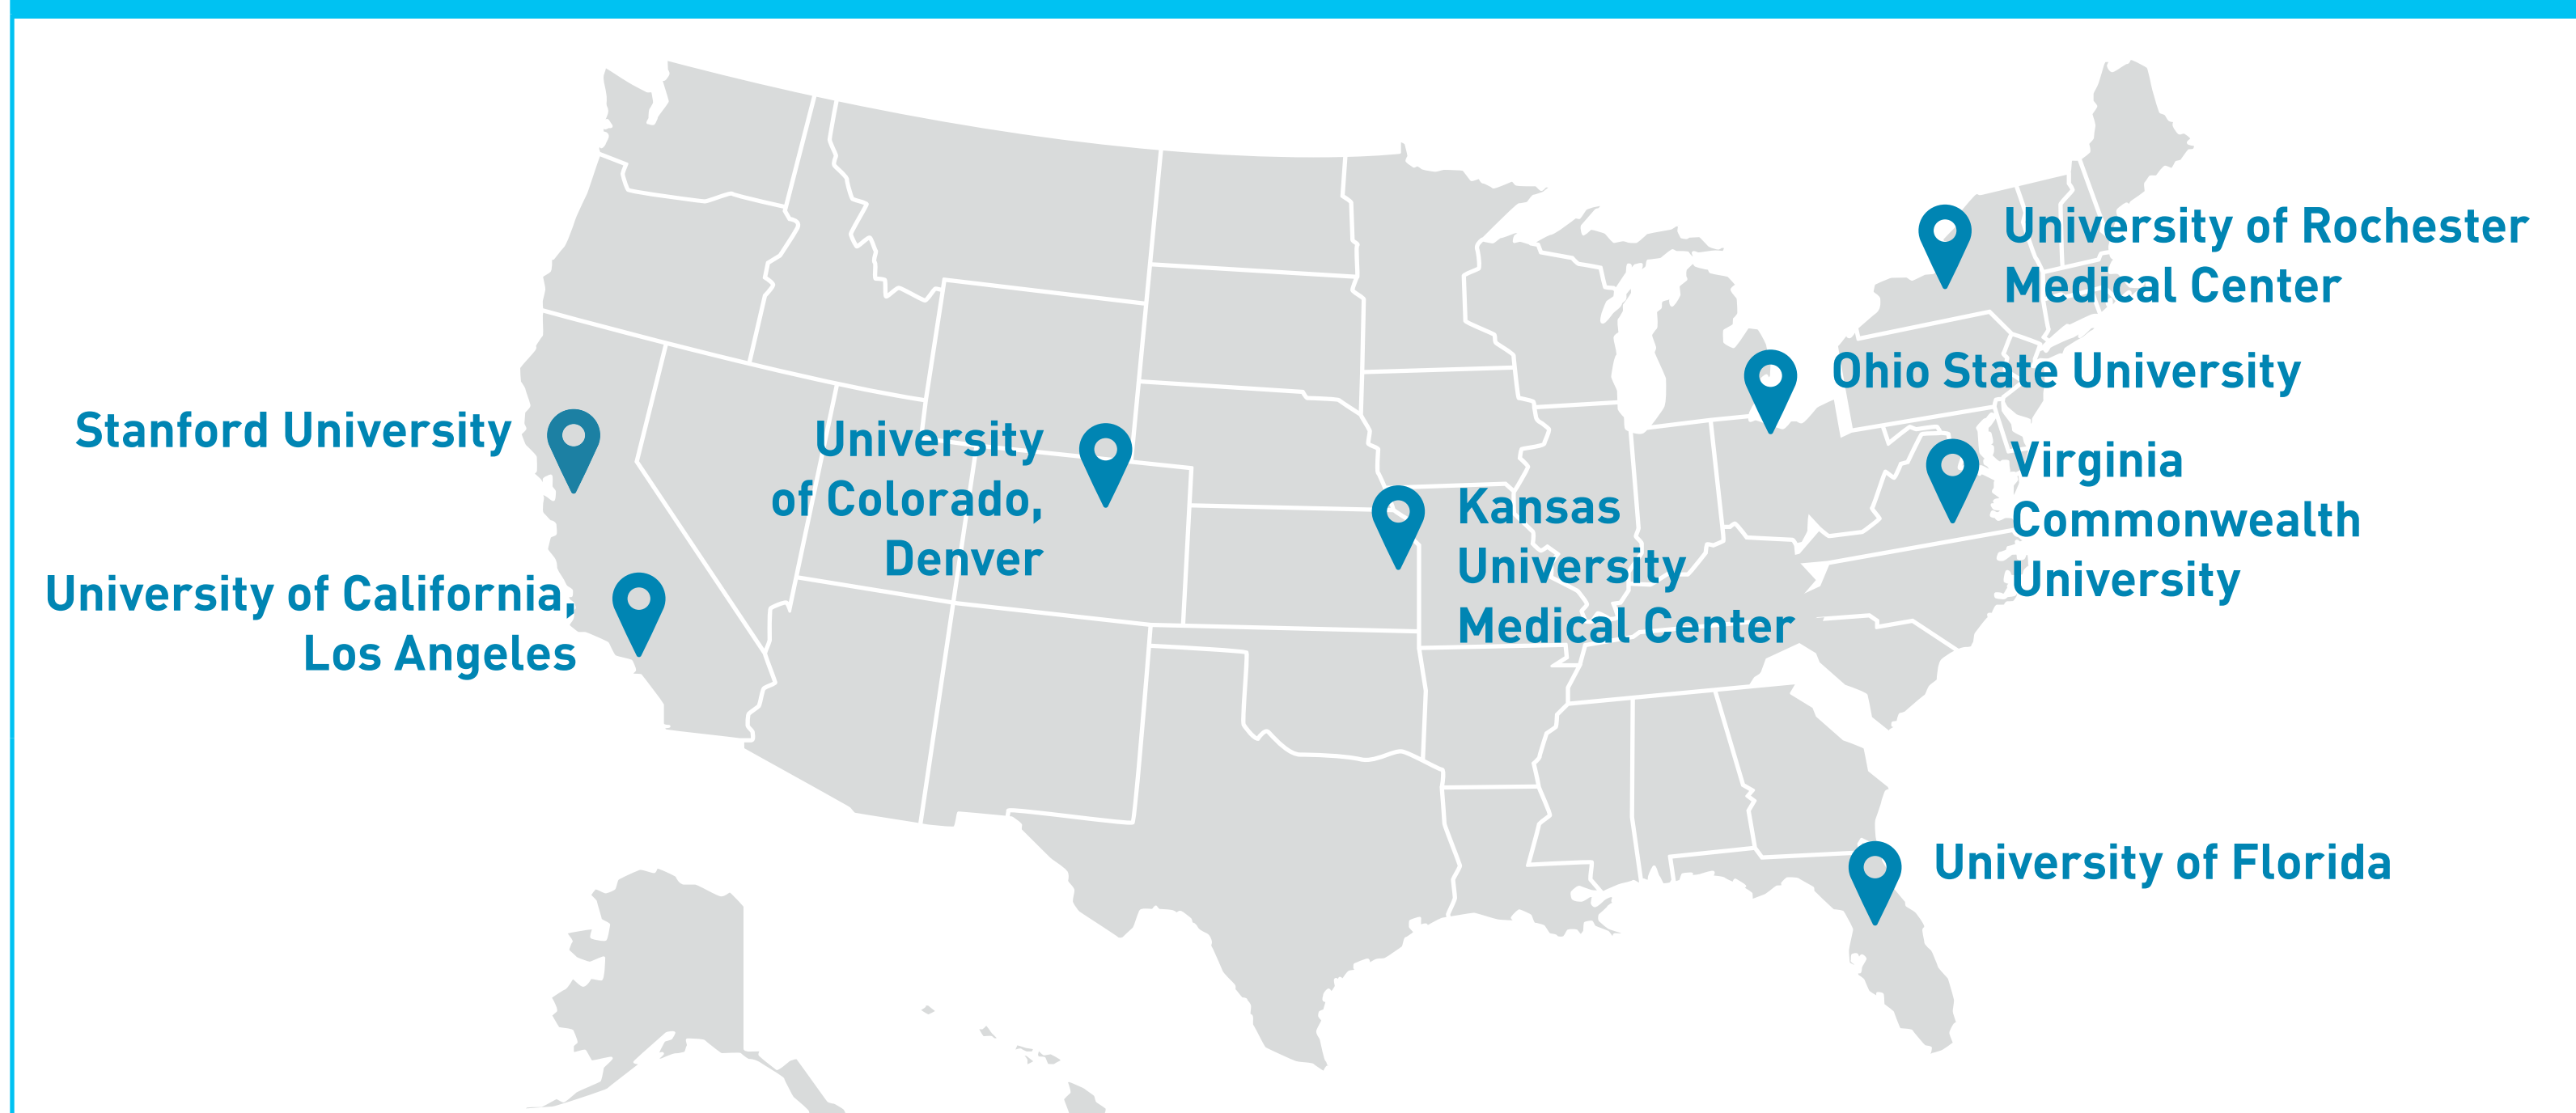 University of Rochester
Medical Center
Ohio State University
Stanford University
University
of Colorado,
Denver
Virginia
Commonwealth
University
Kansas
University
Medical Center
University of California,
Los Angeles
University of Florida